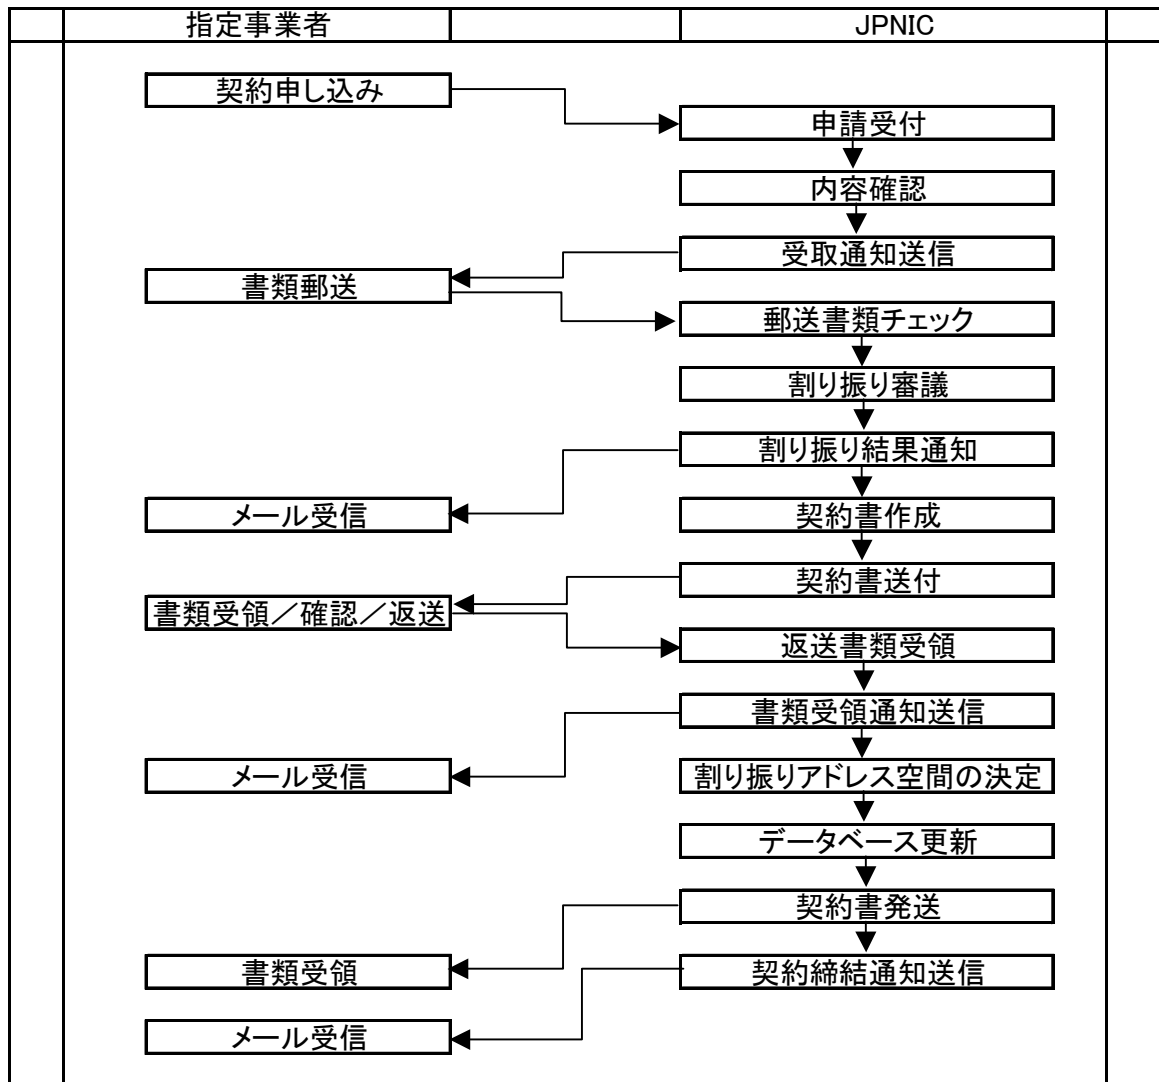 指定事業者
JPNIC
契約申し込み
申請受付
内容確認
受取通知送信
書類郵送
郵送書類チェック
割り振り審議
割り振り結果通知
メール受信
契約書作成
契約書送付
書類受領／確認／返送
返送書類受領
書類受領通知送信
メール受信
割り振りアドレス空間の決定
データベース更新
契約書発送
書類受領
契約締結通知送信
メール受信